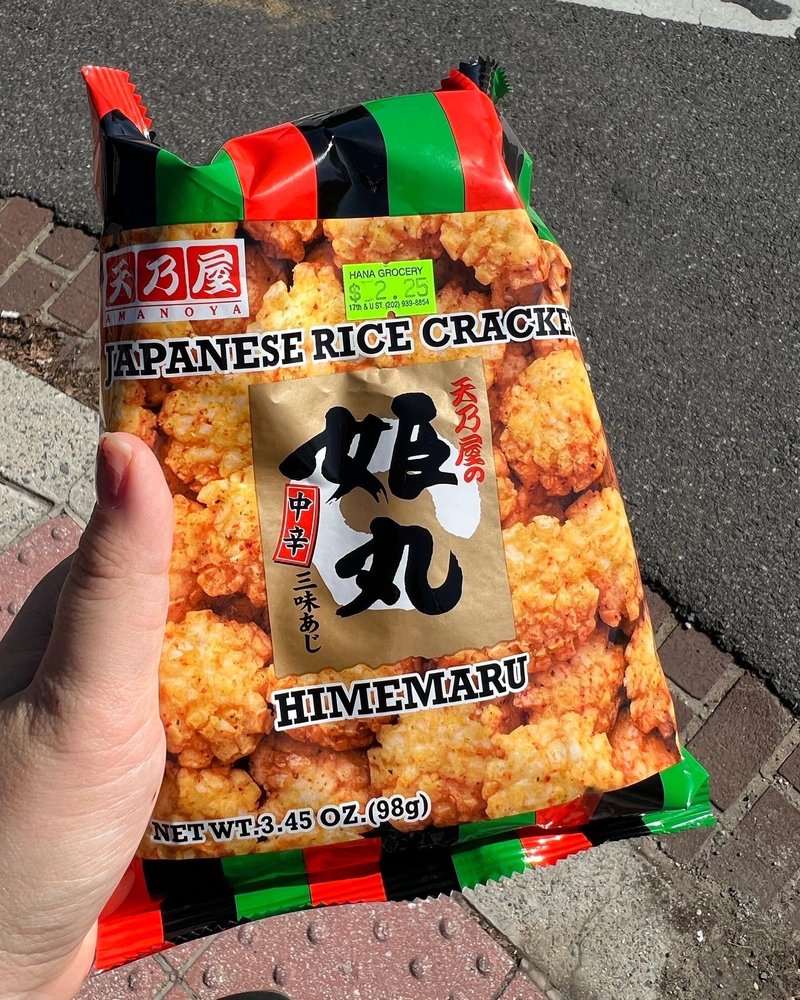 天乃屋
AMANOYA
HANA GROCERY
$ 2.25
17th & U ST. (202) 939-8854
JAPANESE RICE CRACKE
天乃屋の
姫丸
中辛
三味あじ
HIMEMARU
NET WT.3.45 OZ.(98g)